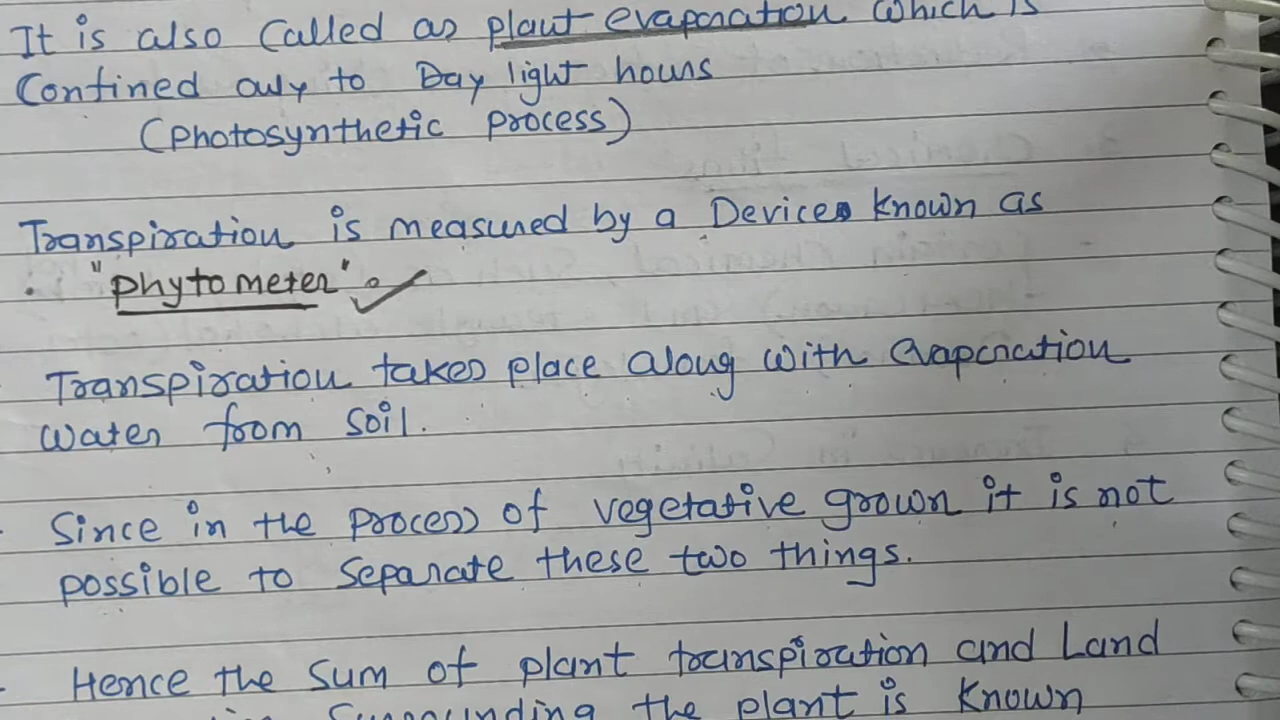 It is also Called as plant evaporation which is
Confined only to Day light hours
(Photosynthetic process)
Transpiration is measured by a Device known as
. "Phytometer".
Transpiration takes place along with evaporation
water from soil.
Since in the process of vegetative grown it is not
possible to separate these two things.
Hence the sum of plant transpiration and Land
Surrounding the plant is known